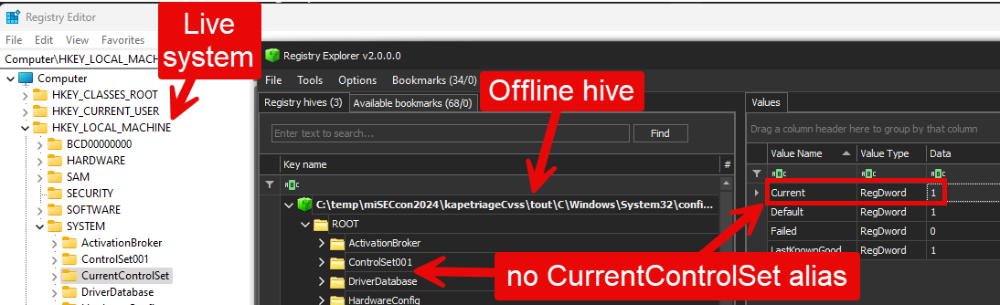 Registry Editor
File Edit View Favorites
Computer\HKEY_LOCAL_MACH
Computer
HKEY_CLASSES_ROOT
HKEY_CURRENT_USER
HKEY_LOCAL_MACHINE
BCD00000000
HARDWARE
SAM
SECURITY
SOFTWARE
SYSTEM
ActivationBroker
ControlSet001
CurrentControlSet
DriverDatabase
Live
system
Registry Explorer v2.0.0.0
File Tools Options Bookmarks (34/0)
Offline hive
Registry hives (3) Available bookmarks (68/0)
Enter text to search... Find
Key name #
C:\temp\miSECcon2024\kapetriageCvss\tout\C\Windows\System32\confi...
ROOT
ActivationBroker
ControlSet001
DriverDatabase
HardwareConfig
Values
Drag a column header here to group by that column
Value Name Value Type Data
Current RegDword 1
Default RegDword 1
Failed RegDword 0
LastKnownGood RegDword 1
no CurrentControlSet alias